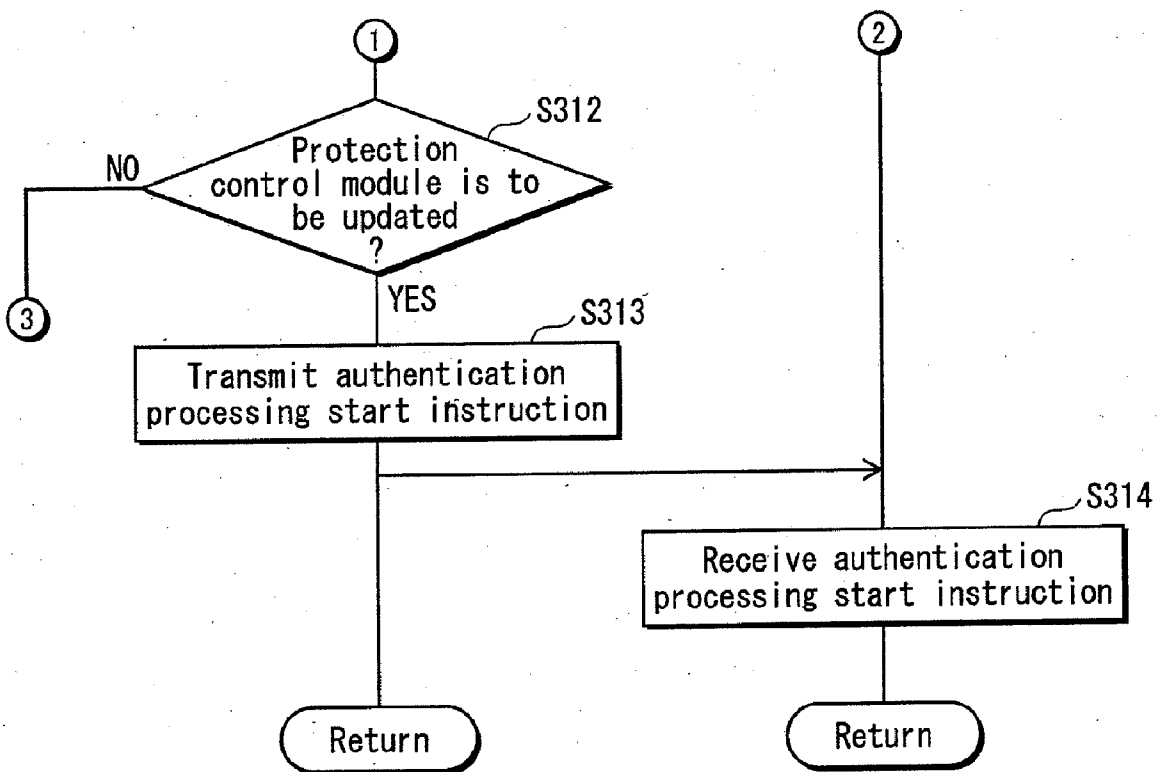 1
2
S312
Protection
control module is to
be updated
?
NO
YES
3
S313
Transmit authentication
processing start instruction
S314
Receive authentication
processing start instruction
Return
Return